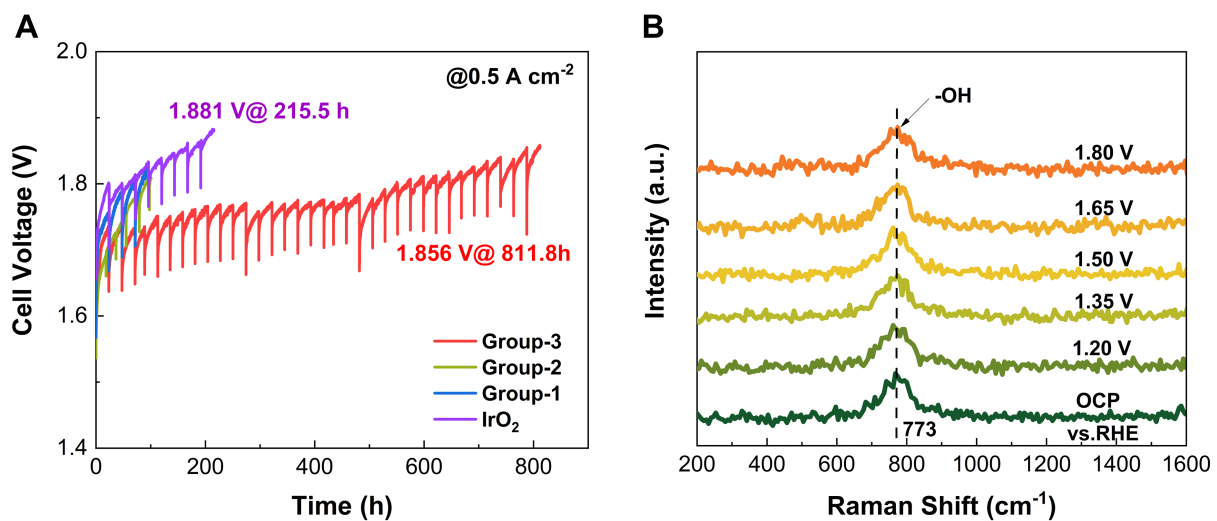 A
2.0
1.8
1.6
1.4
Cell Voltage (V)
@0.5 A cm⁻²
1.881 V@ 215.5 h
1.856 V@ 811.8h
Group-3
Group-2
Group-1
IrO₂
0 200 400 600 800
Time (h)
B
Intensity (a.u.)
-OH
1.80 V
1.65 V
1.50 V
1.35 V
1.20 V
OCP
773
vs.RHE
200 400 600 800 1000 1200 1400 1600
Raman Shift (cm⁻¹)